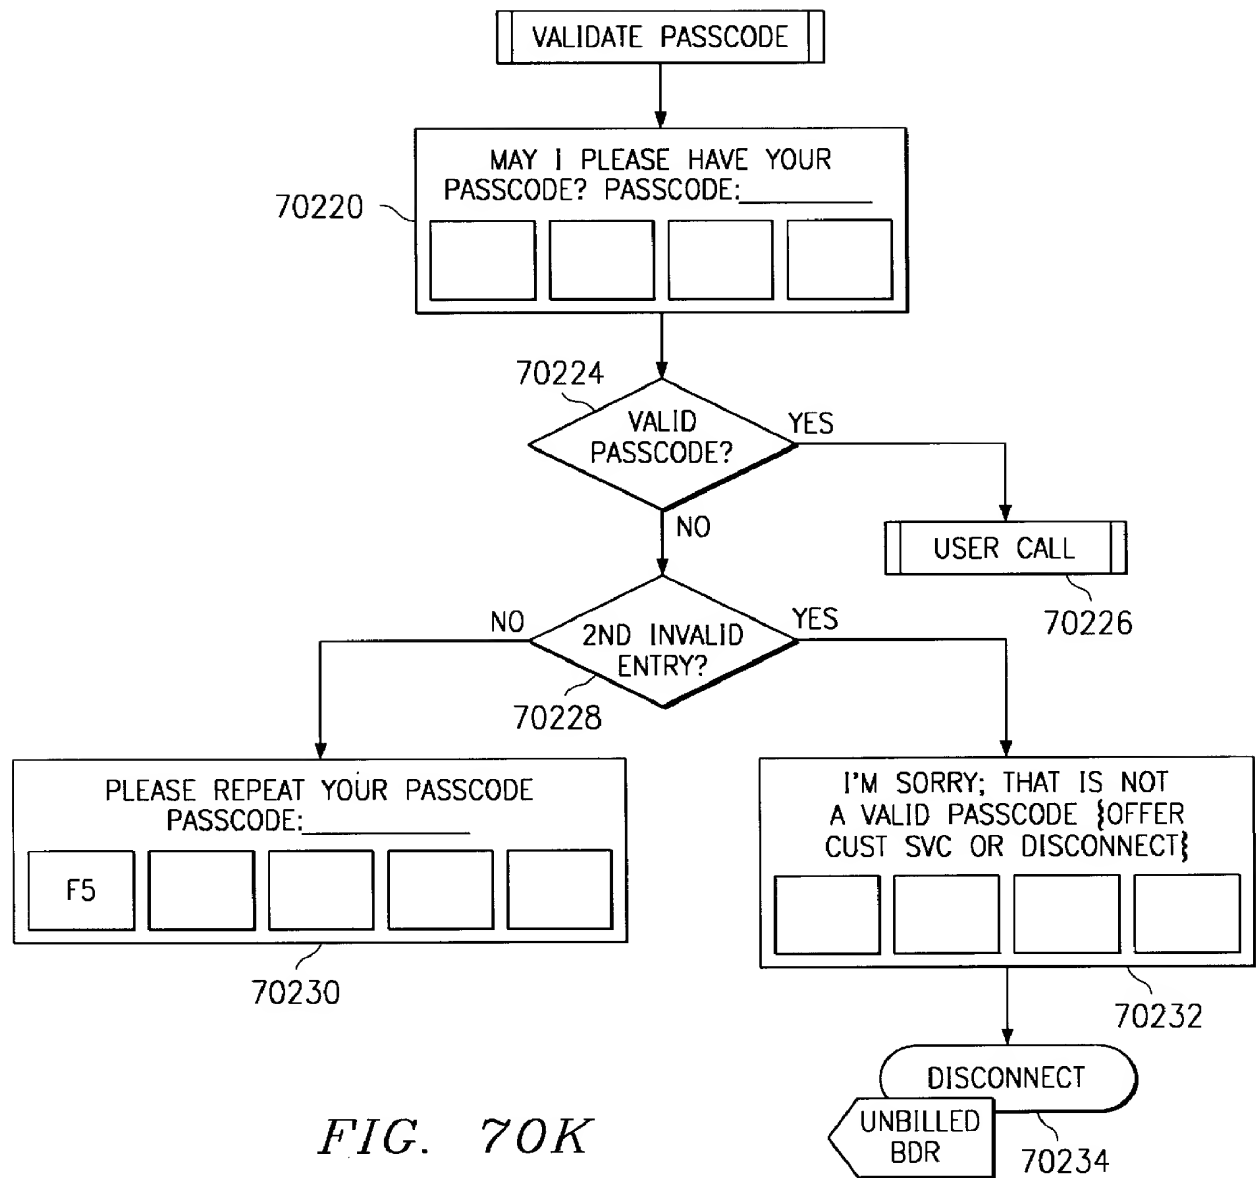 VALIDATE PASSCODE
MAY I PLEASE HAVE YOUR
PASSCODE? PASSCODE:
70220
70224
VALID
PASSCODE?
YES
NO
USER CALL
70226
NO
2ND INVALID
ENTRY?
YES
70228
PLEASE REPEAT YOUR PASSCODE
PASSCODE:
F5
70230
I'M SORY; THAT IS NOT
A VALID PASSCODE {OFFER
CUST SVC OR DISCONNECT}
70232
DISCONNECT
UNBILLED
BDR
70234
FIG. 70K